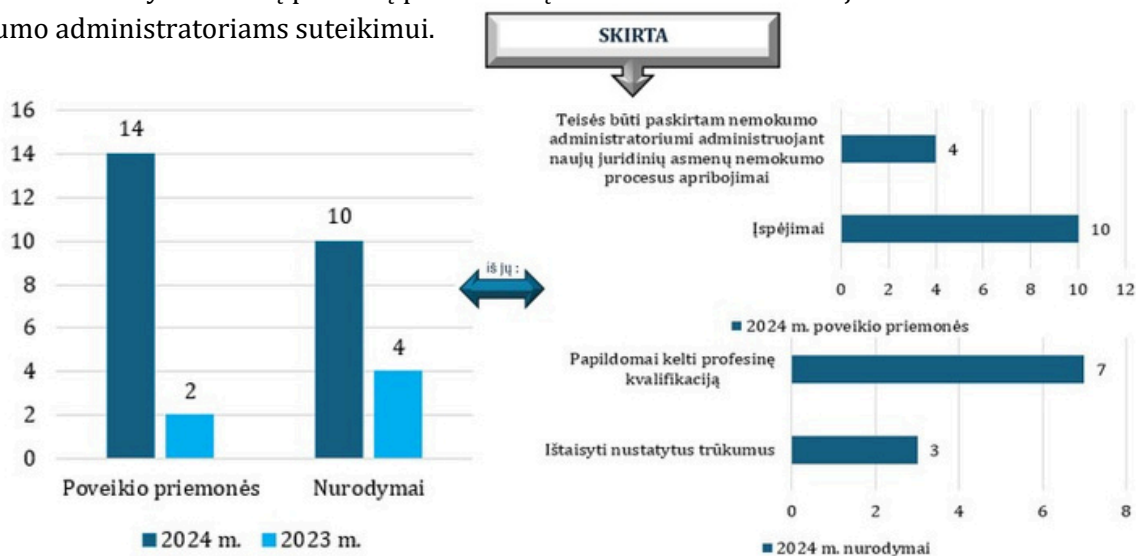 umo administratoriams suteikimui.
SKIRTA
16
14
12
10
8
6
4
2
0
14
2
10
4
Poveikio priemonės
Nurodymai
2024 m.
2023 m.
iš jų :
Teisės būti paskirtam nemokumo
administratoriumi administruojant
naujų juridinių asmenų nemokumo
procesus apribojimai
4
Įspėjimai
10
0 2 4 6 8 10 12
2024 m. poveikio priemonės
Papildomai kelti profesinę
kvalifikaciją
7
Ištaisyti nustatytus trūkumus
3
0 2 4 6 8
2024 m. nurodymai